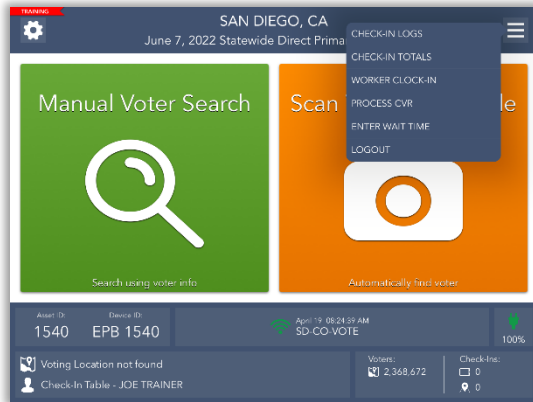 TRAINING
SAN DIEGO, CA
June 7, 2022 Statewide Direct
CHECK-IN LOGS
CHECK-IN TOTALS
WORKER CLOCK-IN
PROCESS CVR
ENTER WAIT TIME
LOGOUT
Manual Voter Search
Scan
Search using voter info
Automatically find voter
Asset ID:
1540
Device ID:
EPB 1540
April 19 08:24:39 AM
SD-CO-VOTE
100%
Voting Location not found
Check-In Table - JOE TRAINER
Voters:
2,368,672
Check-Ins:
0
0